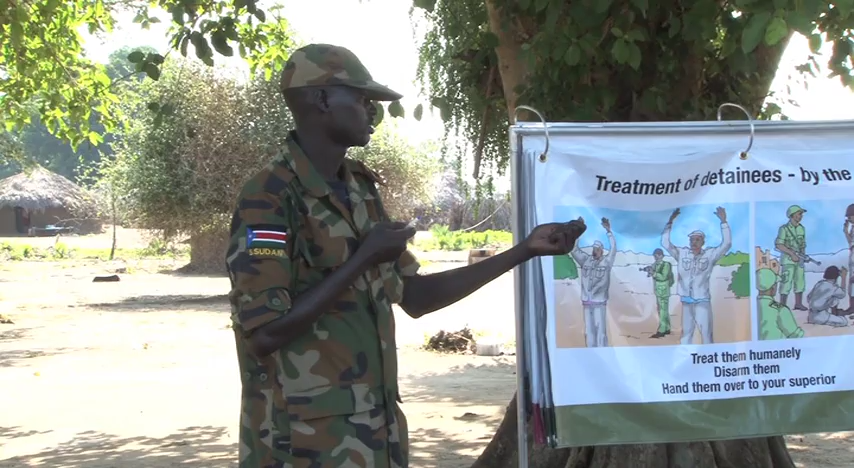 Treatment of detainees - by the
S.SUDAN
Treat them humanely
Disarm them
Hand them over to your superior